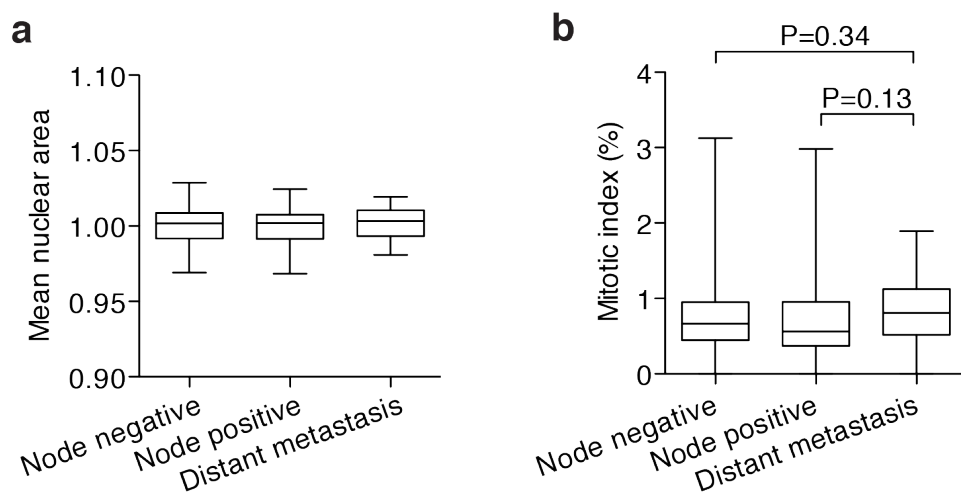 a
Mean nuclear area
1.10
1.05
1.00
0.95
0.90
Node negative
Node positive
Distant metastasis
b
P=0.34
P=0.13
Mitotic index (%)
4
3
2
1
0
Node negative
Node positive
Distant metastasis